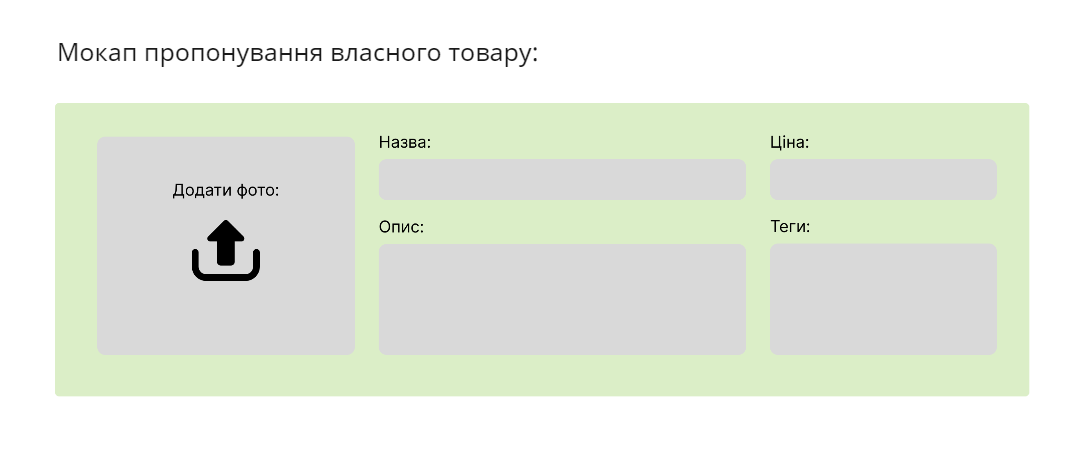 Мокап пропонування власного товару:
Додати фото:
Назва:
Ціна:
Опис:
Теги: